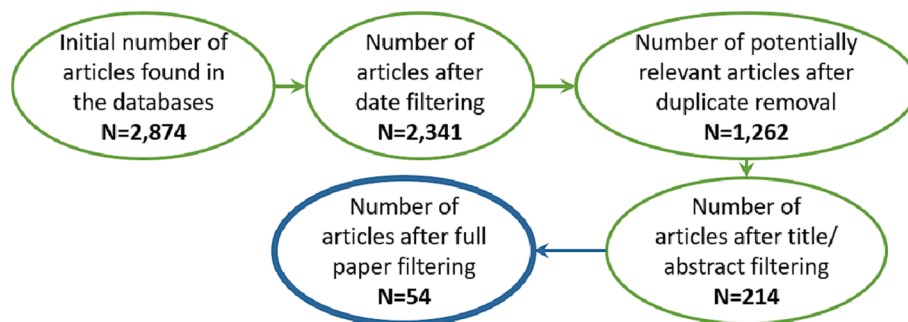 Initial number of
articles found in
the databases
N=2,874
Number of
articles after
date filtering
N=2,341
Number of potentially
relevant articles after
duplicate removal
N=1,262
Number of
articles after title/
abstract filtering
N=214
Number of
articles after full
paper filtering
N=54